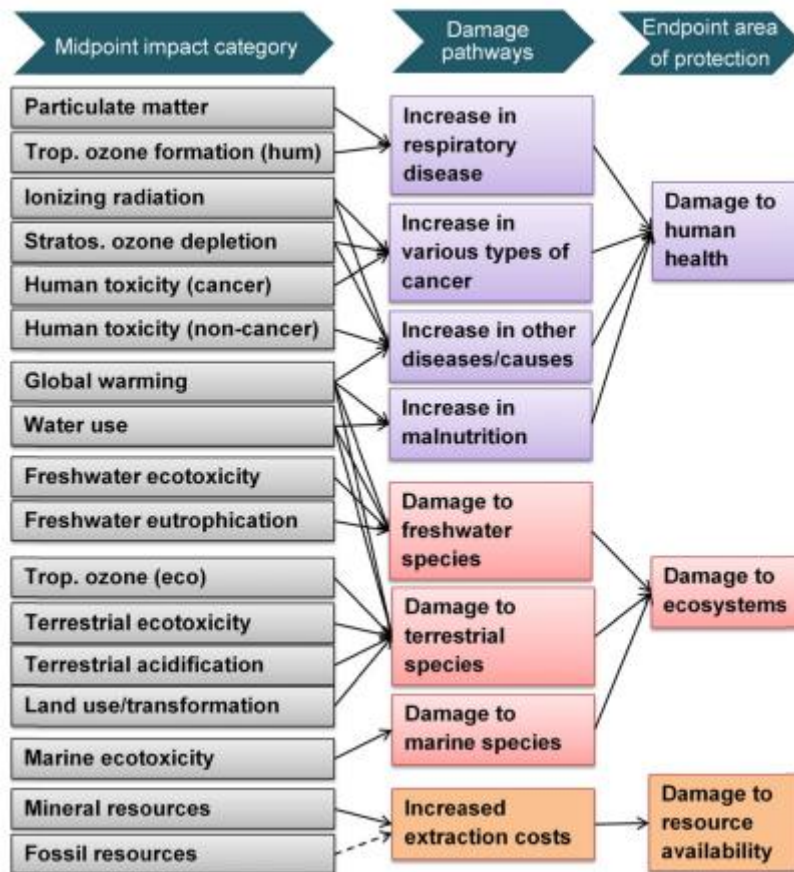 Midpoint impact category
Damage
pathways
Endpoint area
of protection
Particulate matter
Trop. ozone formation (hum)
Ionizing radiation
Stratos. ozone depletion
Human toxicity (cancer)
Human toxicity (non-cancer)
Global warming
Water use
Freshwater ecotoxicity
Freshwater eutrophication
Trop. ozone (eco)
Terrestrial ecotoxicity
Terrestrial acidification
Land use/transformation
Marine ecotoxicity
Mineral resources
Fossil resources
Increase in
respiratory
disease
Increase in
various types of
cancer
Increase in other
diseases/causes
Increase in
malnutrition
Damage to
freshwater
species
Damage to
terrestrial
species
Damage to
marine species
Increased
extraction costs
Damage to
human
health
Damage to
ecosystems
Damage to
resource
availability